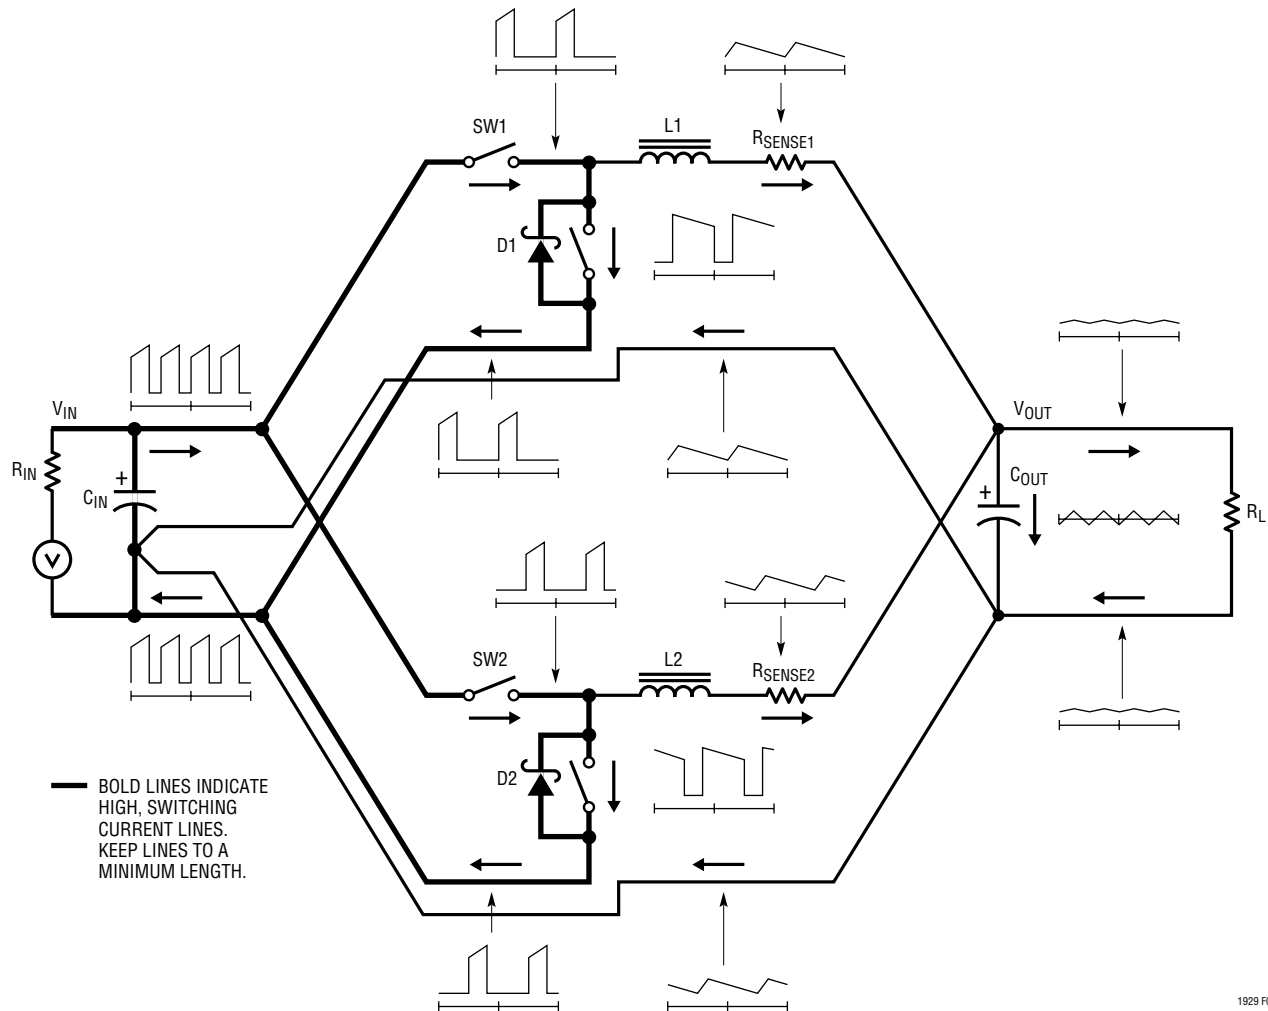 SW1
L1
RSENSE1
D1
VIN
VOUT
RIN
+
CIN
+
COUT
RL
V
SW2
L2
RSENSE2
D2
BOLD LINES INDICATE
HIGH, SWITCHING
CURRENT LINES.
KEEP LINES TO A
MINIMUM LENGTH.
1929